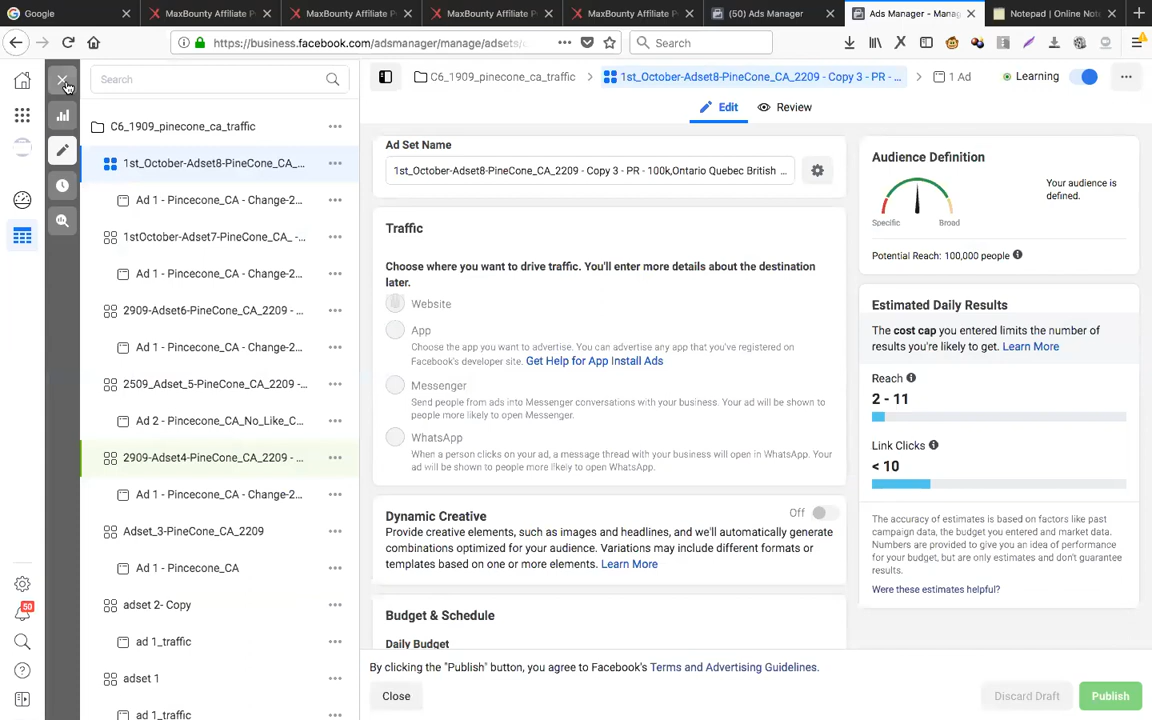 Google
MaxBounty Affiliate P
MaxBounty Affiliate P
MaxBounty Affiliate P
MaxBounty Affiliate P
(50) Ads Manager
Ads Manager - Manag
Notepad | Online Note
https://business.facebook.com/adsmanager/manage/adsets/
Search
Search
C6_1909_pinecone_ca_traffic
1st_October-Adset8-PineCone_CA_2209 - Copy 3 - PR - ...
1 Ad
Learning
Edit
Review
C6_1909_pinecone_ca_traffic
1st_October-Adset8-PineCone_CA_...
Ad 1 - Pincecone_CA - Change-2...
1stOctober-Adset7-PineCone_CA_ -...
Ad 1 - Pincecone_CA - Change-2...
2909-Adset6-PineCone_CA_2209 - ...
Ad 1 - Pincecone_CA - Change-2...
2509_Adset_5-PineCone_CA_2209 -...
Ad 2 - Pincecone_CA_No_Like_C...
2909-Adset4-PineCone_CA_2209 - ...
Ad 1 - Pincecone_CA - Change-2...
Adset_3-PineCone_CA_2209
Ad 1 - PineCone_CA
adset 2- Copy
ad 1_traffic
adset 1
ad 1_traffic
50
Ad Set Name
1st_October-Adset8-PineCone_CA_2209 - Copy 3 - PR - 100k,Ontario Quebec British ...
Traffic
Choose where you want to drive traffic. You'll enter more details about the destination
later.
Website
App
Choose the app you want to advertise. You can advertise any app that you've registered on
Facebook's developer site. Get Help for App Install Ads
Messenger
Send people from ads into Messenger conversations with your business. Your ad will be shown to
people more likely to open Messenger.
WhatsApp
When a person clicks on your ad, a message thread with your business will open in WhatsApp. Your
ad will be shown to people more likely to open WhatsApp.
Dynamic Creative
Off
Provide creative elements, such as images and headlines, and we'll automatically generate
combinations optimized for your audience. Variations may include different formats or
templates based on one or more elements. Learn More
Budget & Schedule
Daily Budget
Audience Definition
Your audience is
defined.
Specific
Broad
Potential Reach: 100,000 people
Estimated Daily Results
The cost cap you entered limits the number of
results you're likely to get. Learn More
Reach
2 - 11
Link Clicks
< 10
The accuracy of estimates is based on factors like past
campaign data, the budget you entered and market data.
Numbers are provided to give you an idea of performance
for your budget, but are only estimates and don't guarantee
results.
Were these estimates helpful?
By clicking the "Publish" button, you agree to Facebook's Terms and Advertising Guidelines.
Close
Discard Draft
Publish